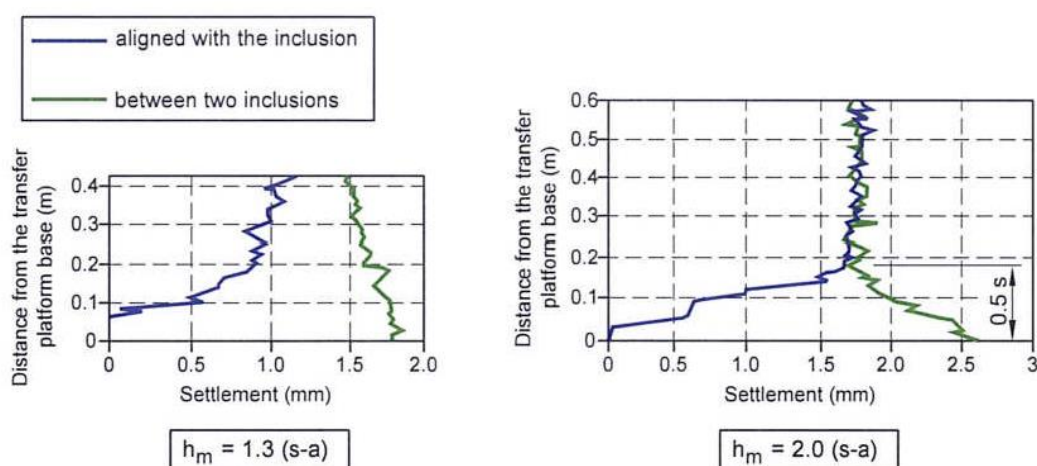 aligned with the inclusion
between two inclusions
Distance from the transfer
platform base (m)
0.4
0.3
0.2
0.1
0
0
0.5
1.0
1.5
2.0
Settlement (mm)
h_m = 1.3 (s-a)
Distance from the transfer
platform base (m)
0.6
0.5
0.4
0.3
0.2
0.1
0
0.5 s
0
0.5
1.0
1.5
2.0
2.5
3
Settlement (mm)
h_m = 2.0 (s-a)